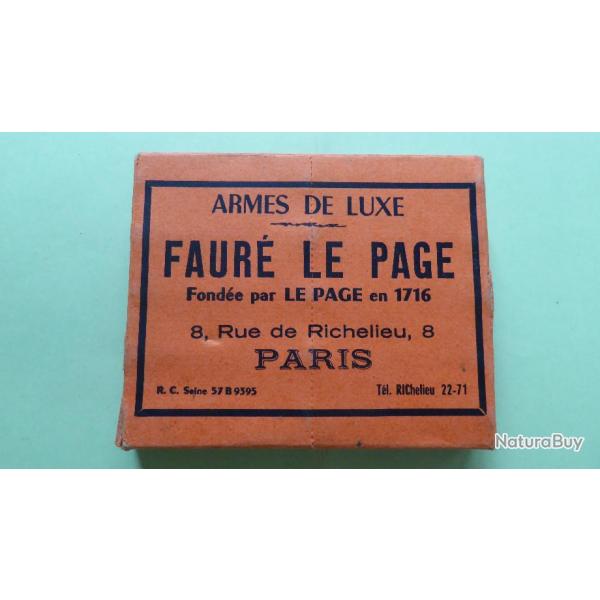 ARMES DE LUXE
FAURÉ LE PAGE
Fondée par LE PAGE en 1716
8, Rue de Richelieu, 8
PARIS
R. C. Seine 57 B 9395 Tél. RIChelieu 22-71
NaturaBuy